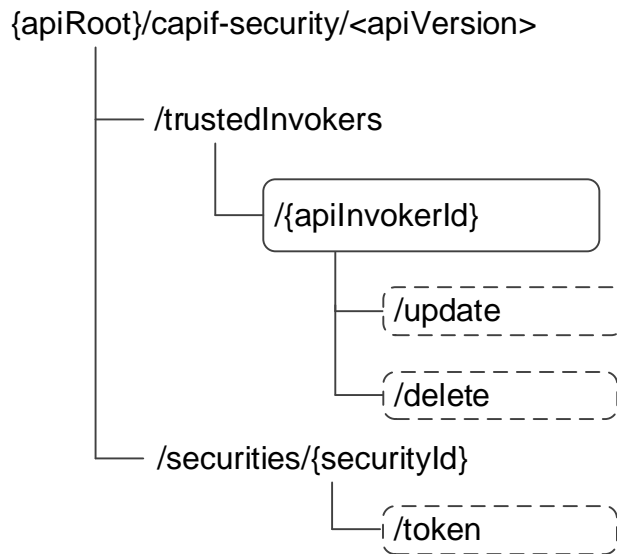 {apiRoot}/capif-security/<apiVersion>
/trustedInvokers
/{apiInvokerId}
/update
/delete
/securities/{securityId}
/token